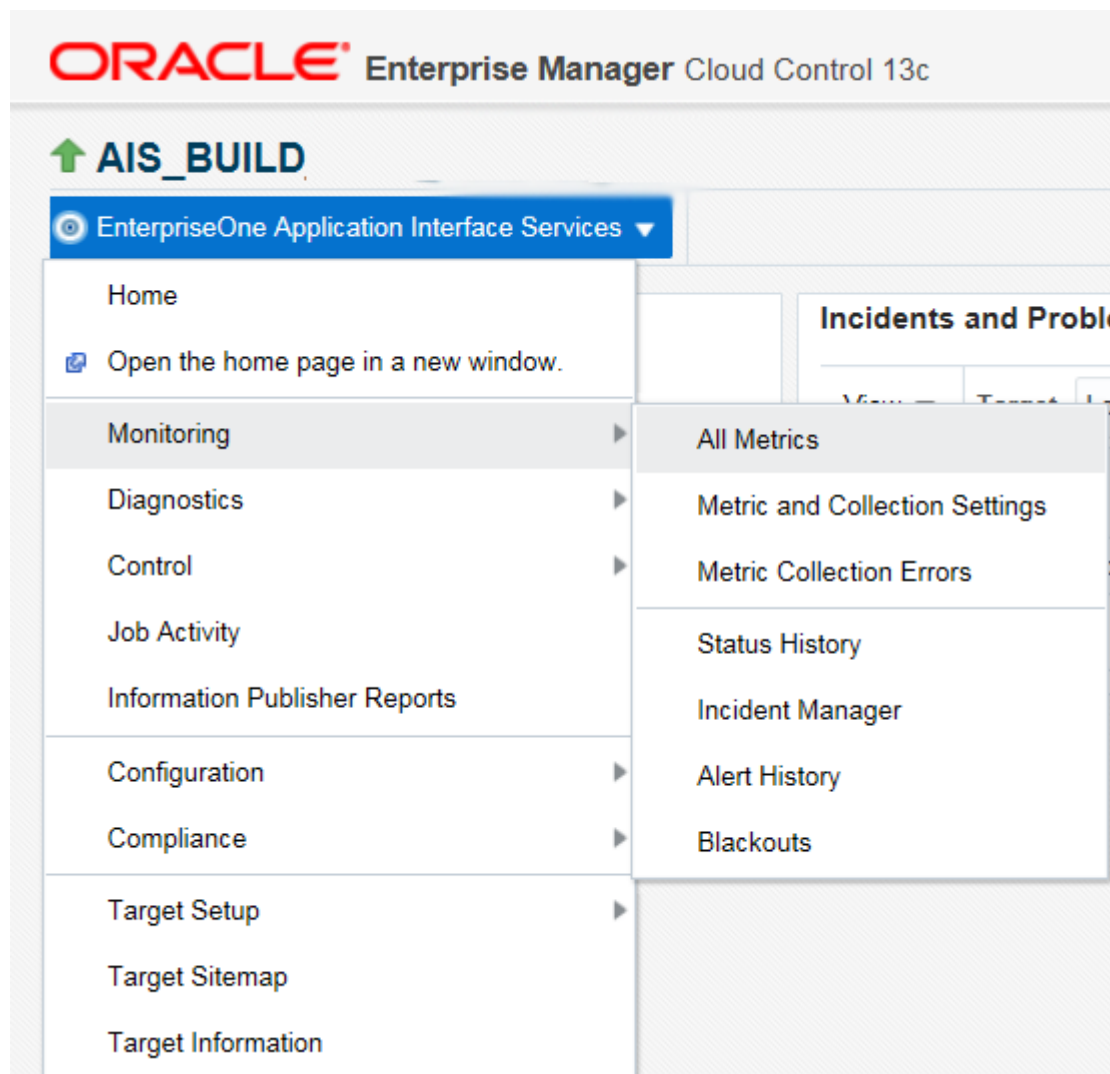 ORACLE Enterprise Manager Cloud Control 13c
AIS_BUILD
EnterpriseOne Application Interface Services
Home
Open the home page in a new window.
Monitoring
Diagnostics
Control
Job Activity
Information Publisher Reports
Configuration
Compliance
Target Setup
Target Sitemap
Target Information
Incidents and
All Metrics
Metric and Collection Settings
Metric Collection Errors
Status History
Incident Manager
Alert History
Blackouts